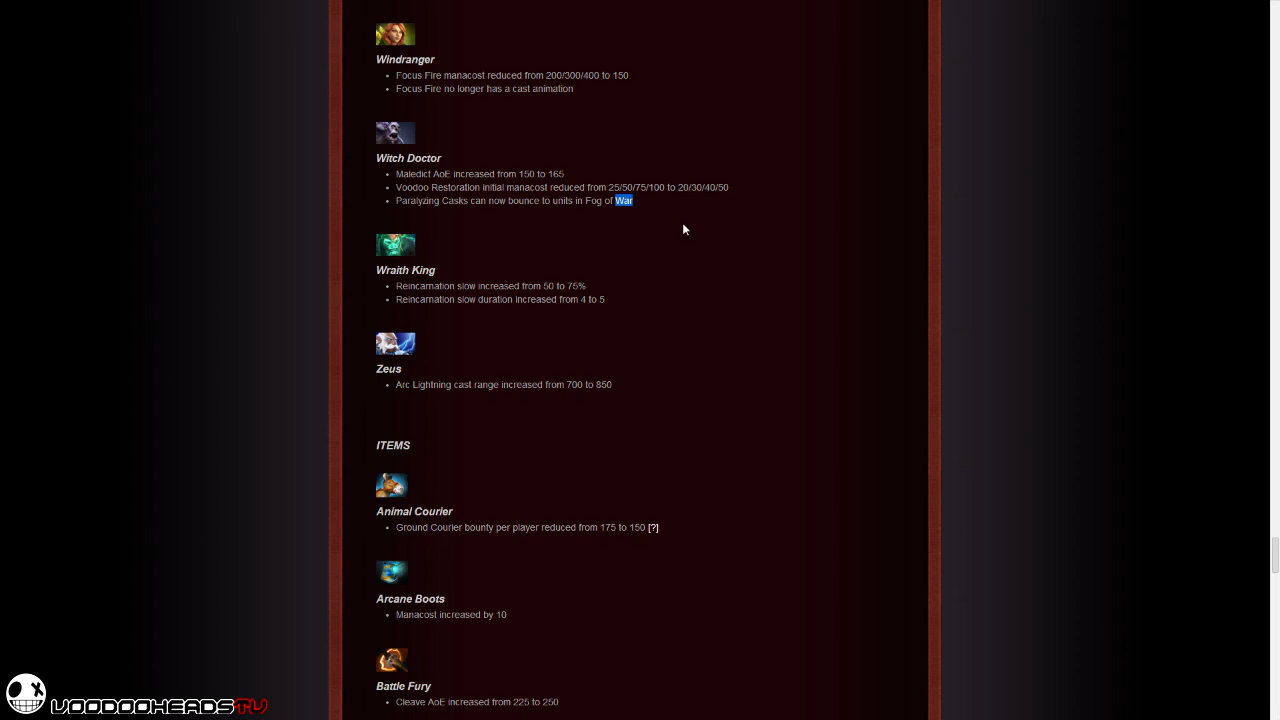 Windranger
• Focus Fire manacost reduced from 200/300/400 to 150
• Focus Fire no longer has a cast animation
Witch Doctor
• Maledict AoE increased from 150 to 165
• Voodoo Restoration initial manacost reduced from 25/50/75/100 to 20/30/40/50
• Paralyzing Casks can now bounce to units in Fog of War
Wraith King
• Reincarnation slow increased from 50 to 75%
• Reincarnation slow duration increased from 4 to 5
Zeus
• Arc Lightning cast range increased from 700 to 850
ITEMS
Animal Courier
• Ground Courier bounty per player reduced from 175 to 150 [?]
Arcane Boots
• Manacost increased by 10
Battle Fury
• Cleave AoE increased from 225 to 250
VOODOOHEADSTV